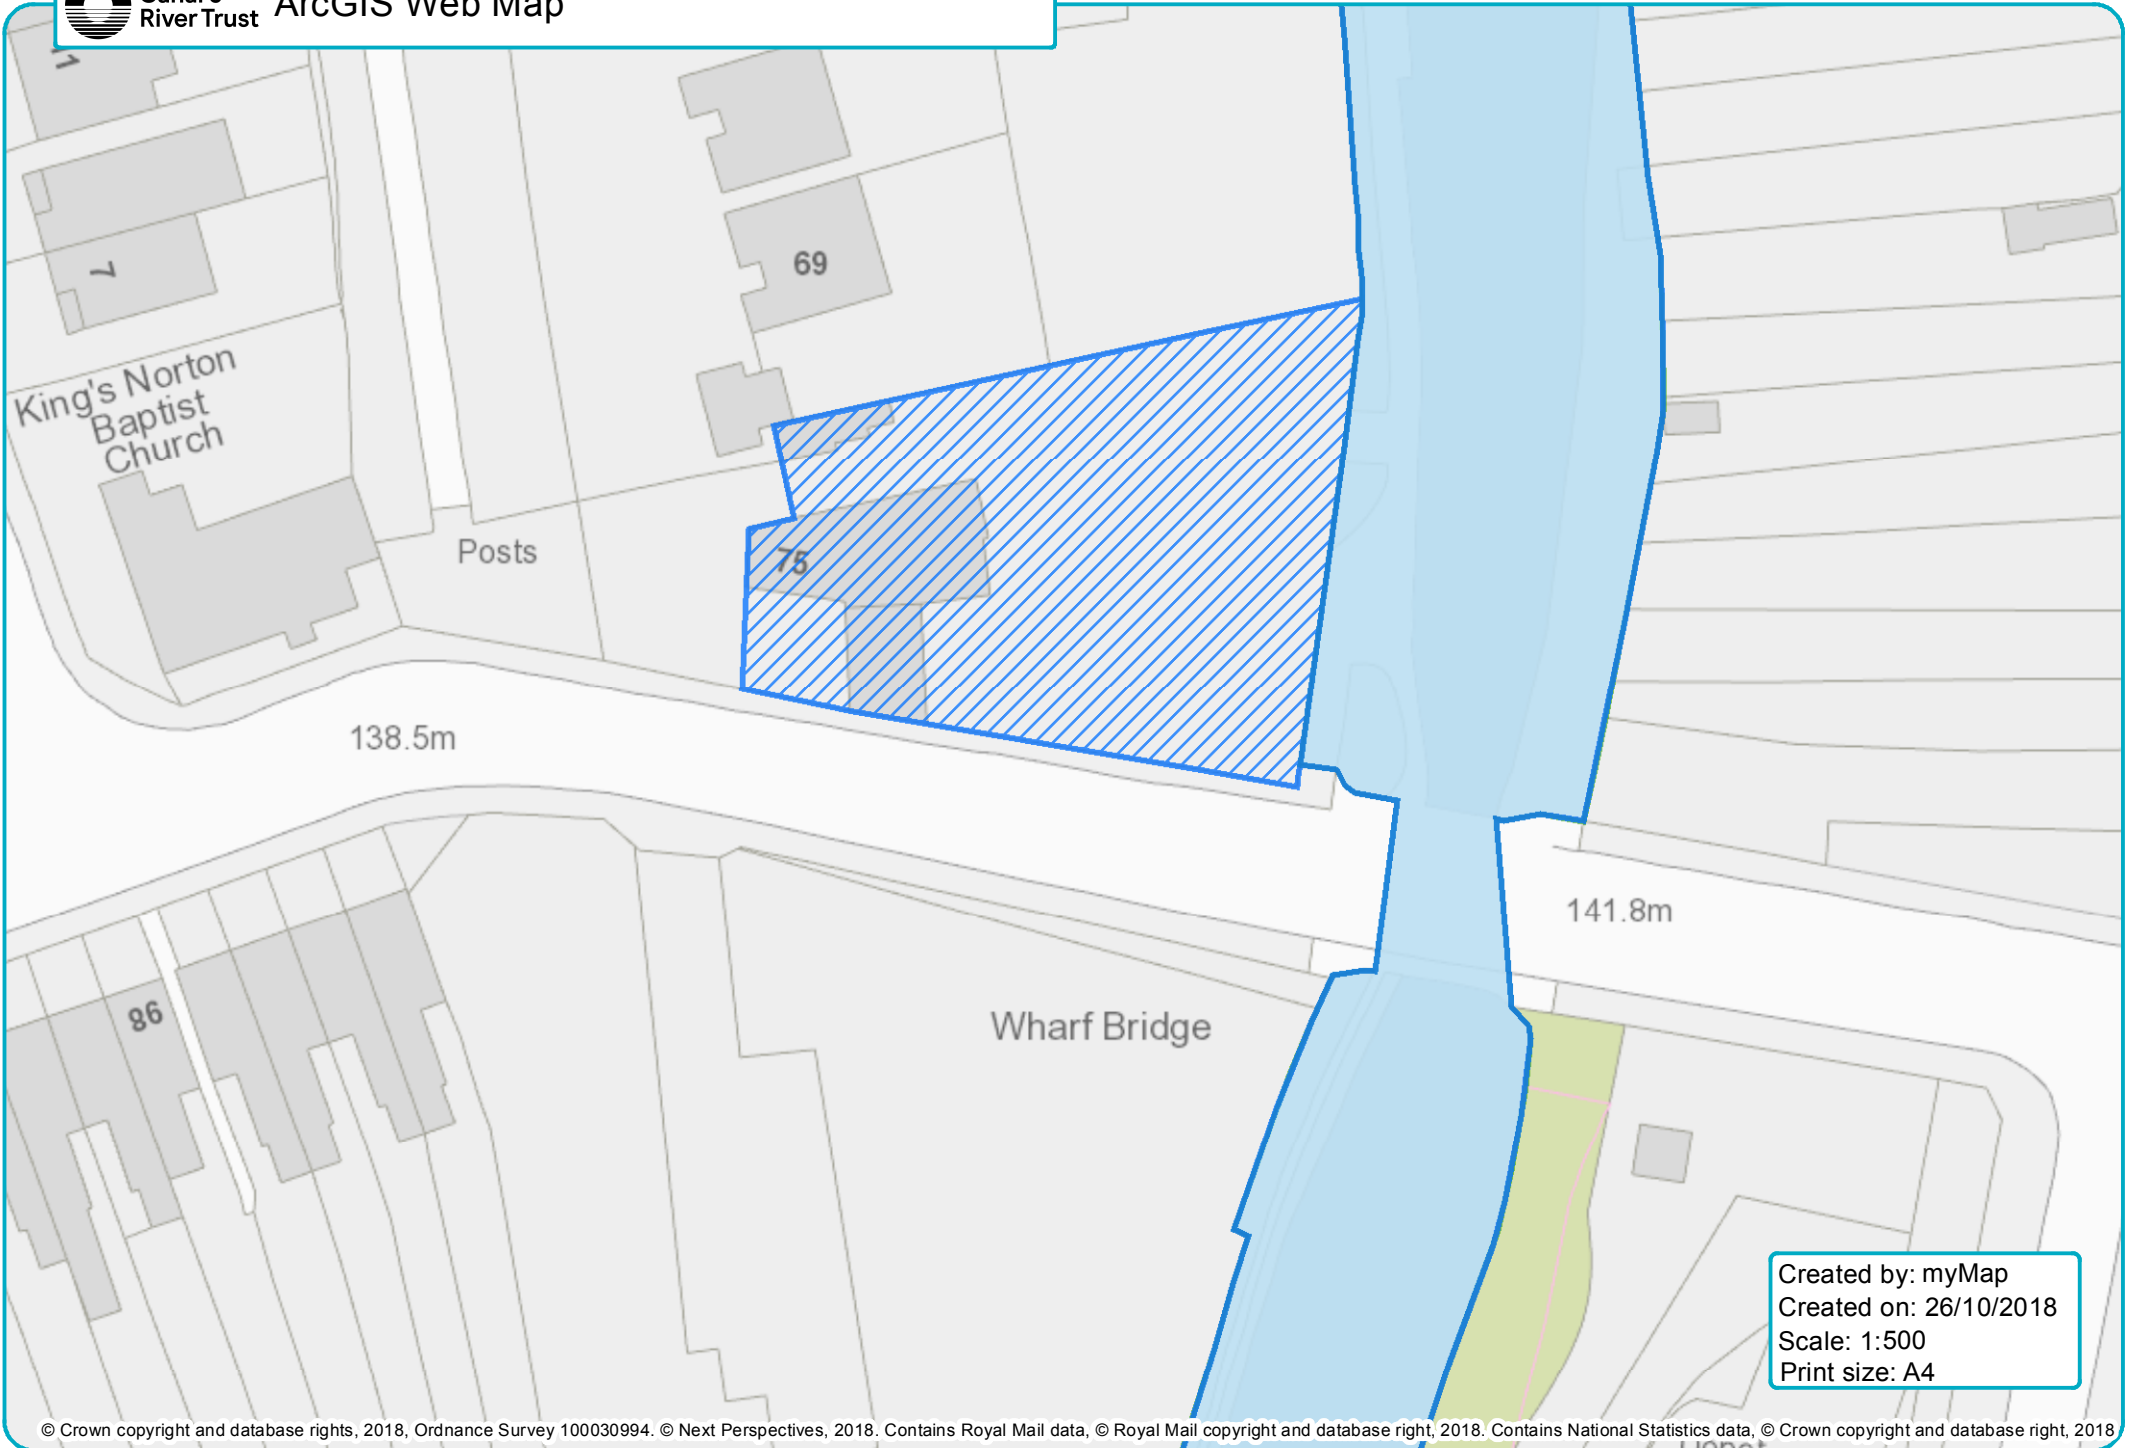 River Trust
ArcGIS Web Map
1
7
69
King's Norton
Baptist
Church
Posts
75
138.5m
141.8m
Wharf Bridge
86
Created by: myMap
Created on: 26/10/2018
Scale: 1:500
Print size: A4
© Crown copyright and database rights, 2018, Ordnance Survey 100030994. © Next Perspectives, 2018. Contains Royal Mail data, © Royal Mail copyright and database right, 2018. Contains National Statistics data, © Crown copyright and database right, 2018